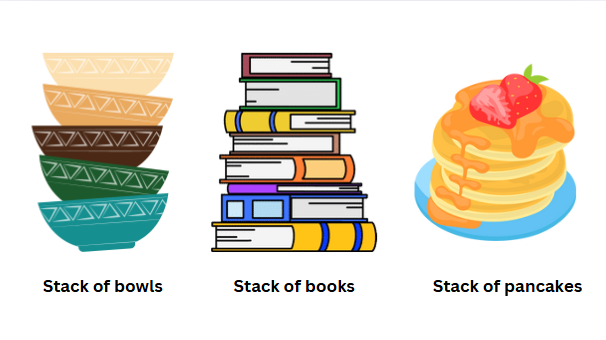 Stack of bowls
Stack of books
Stack of pancakes